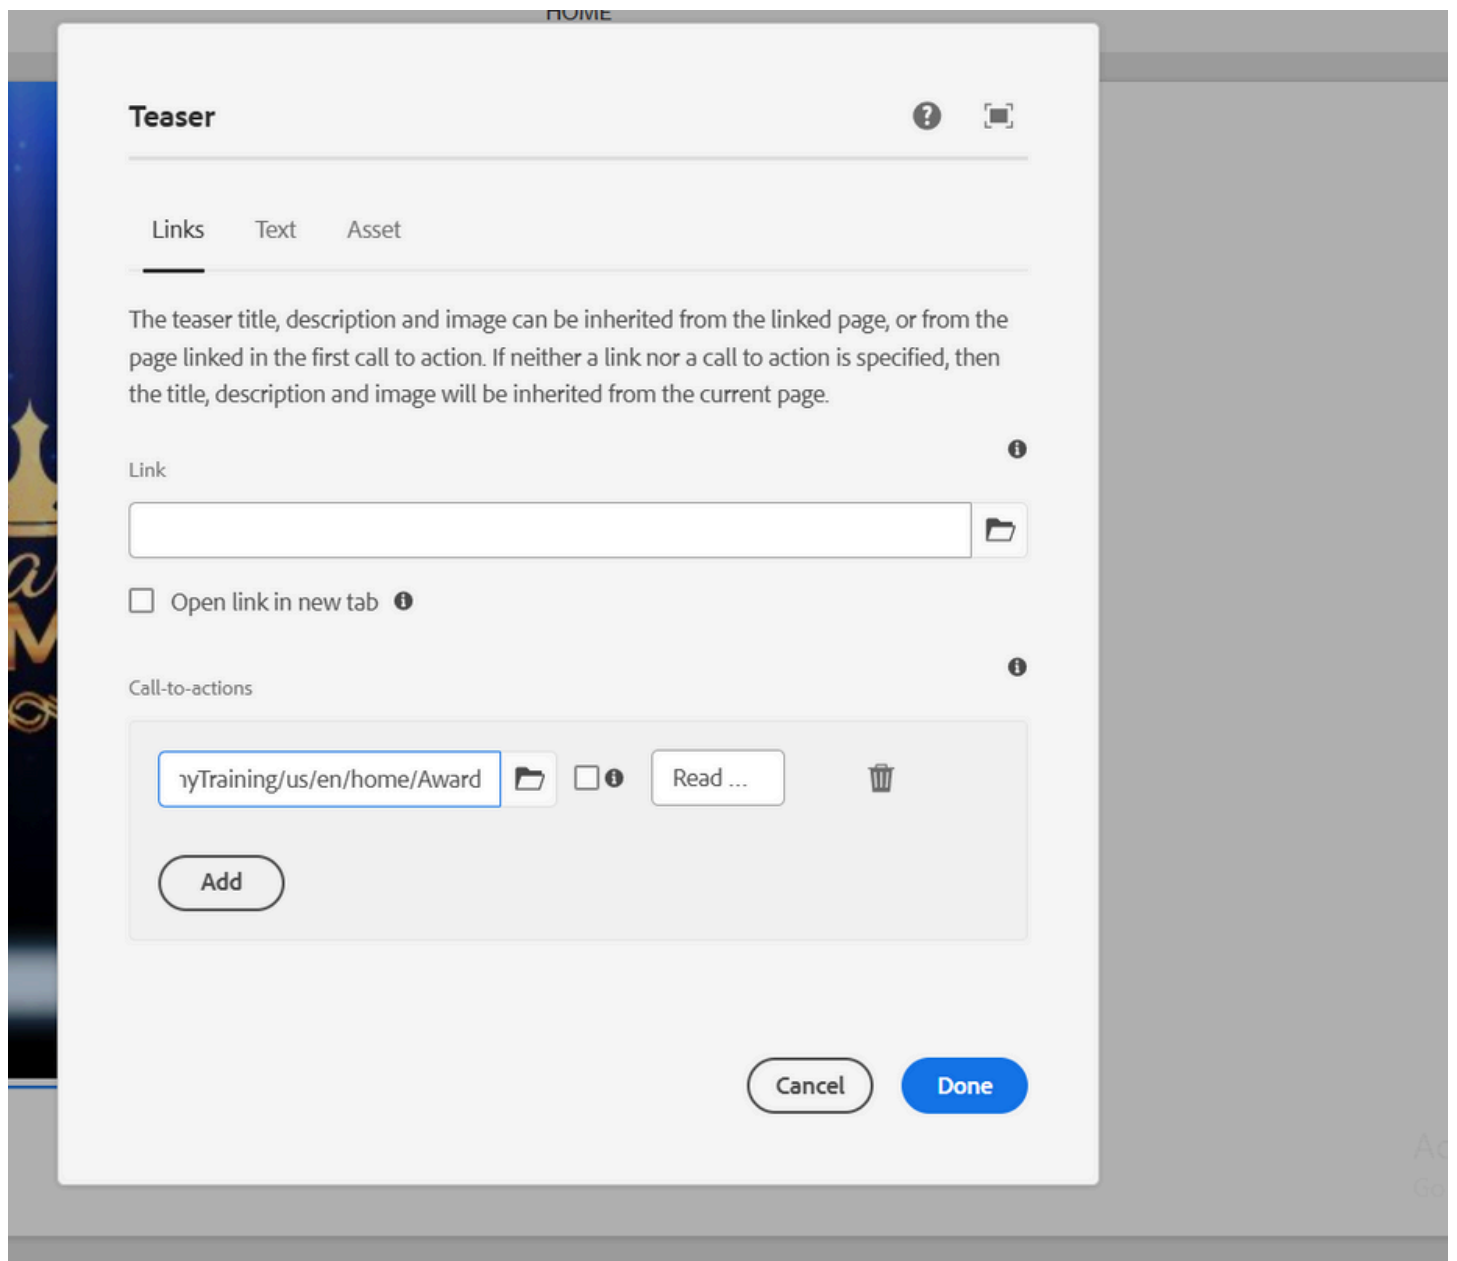 HOME
Teaser
Links Text Asset
The teaser title, description and image can be inherited from the linked page, or from the
page linked in the first call to action. If neither a link nor a call to action is specified, then
the title, description and image will be inherited from the current page.
Link
Open link in new tab
Call-to-actions
yTraining/us/en/home/Award
Read ...
Add
Cancel Done